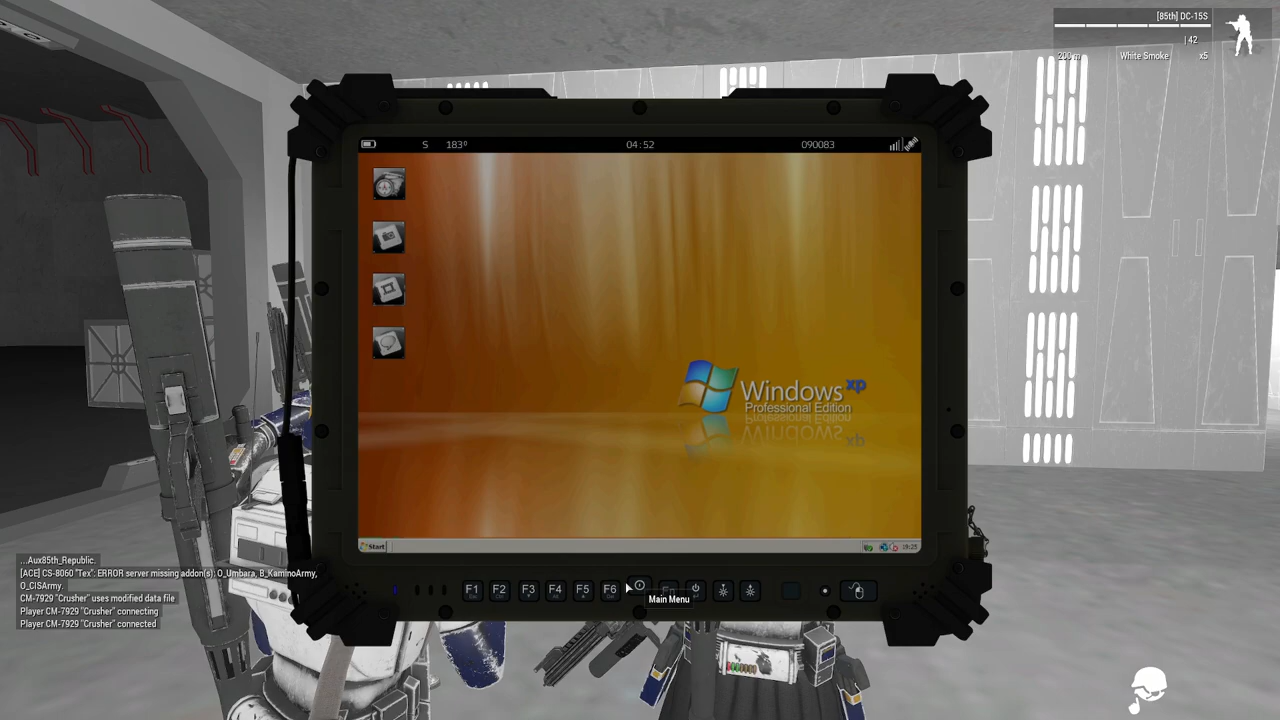 [85th] DC-15S
| 42
200 m White Smoke x5
S 183º 04:52 090083
Windows xp
Professional Edition
Start 19:25
...Aux85th_Republic.
[ACE] CS-8060 "Tex": ERROR server missing addon(s): O_Umbara, B_KaminoArmy,
O_CISArmy.
CM-7929 "Crusher" uses modified data file
Player CM-7929 "Crusher" connecting
Player CM-7929 "Crusher" connected
F1 F2 F3 F4 F5 F6 Fn
Main Menu